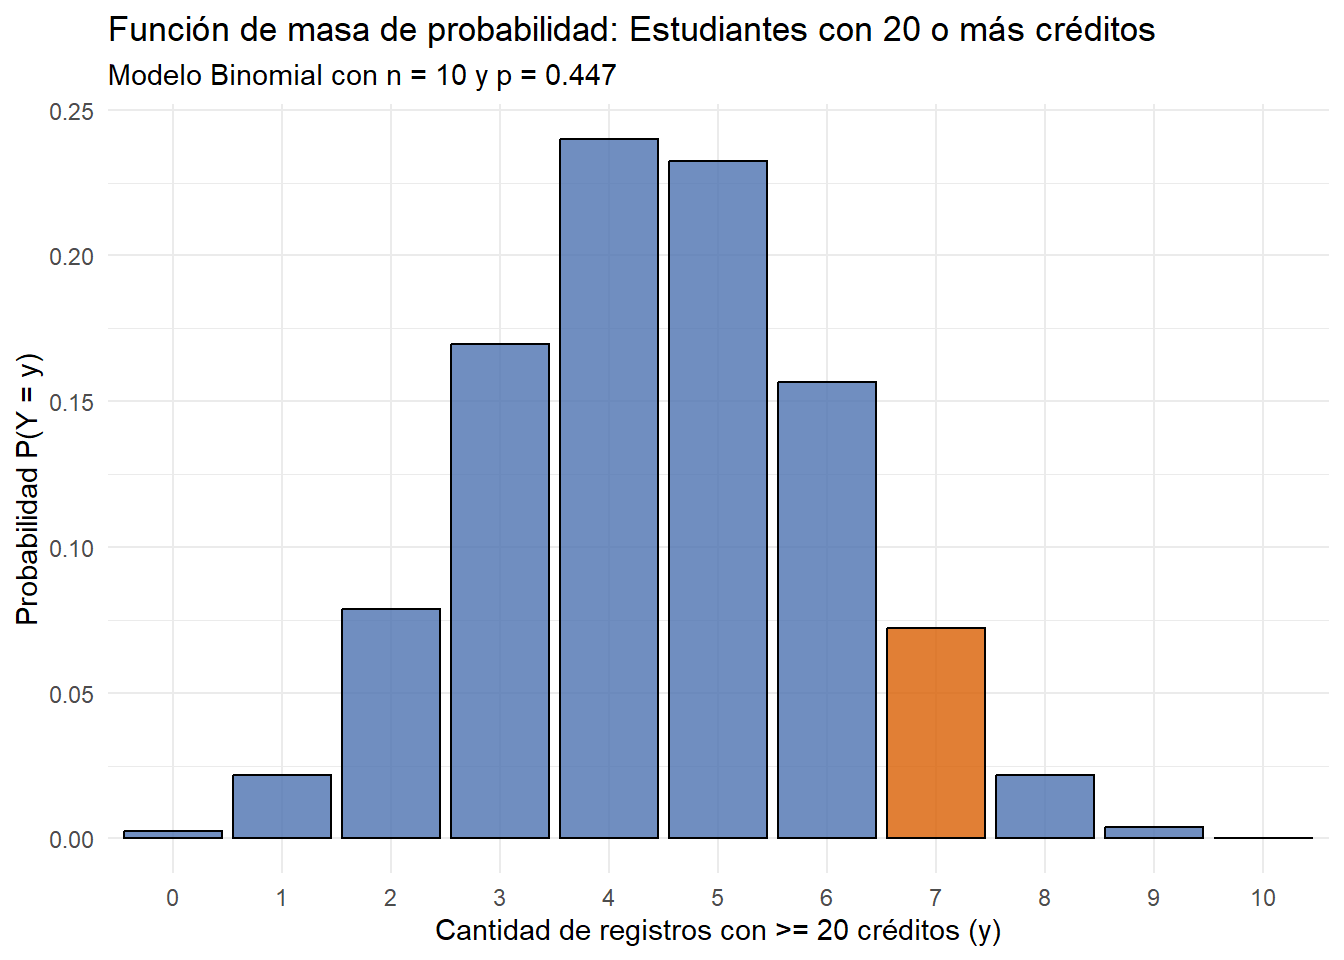 Función de masa de probabilidad: Estudiantes con 20 o más créditos
Modelo Binomial con n = 10 y p = 0.447
Probabilidad P(Y = y)
0.25
0.20
0.15
0.10
0.05
0.00
0 1 2 3 4 5 6 7 8 9 10
Cantidad de registros con >= 20 créditos (y)